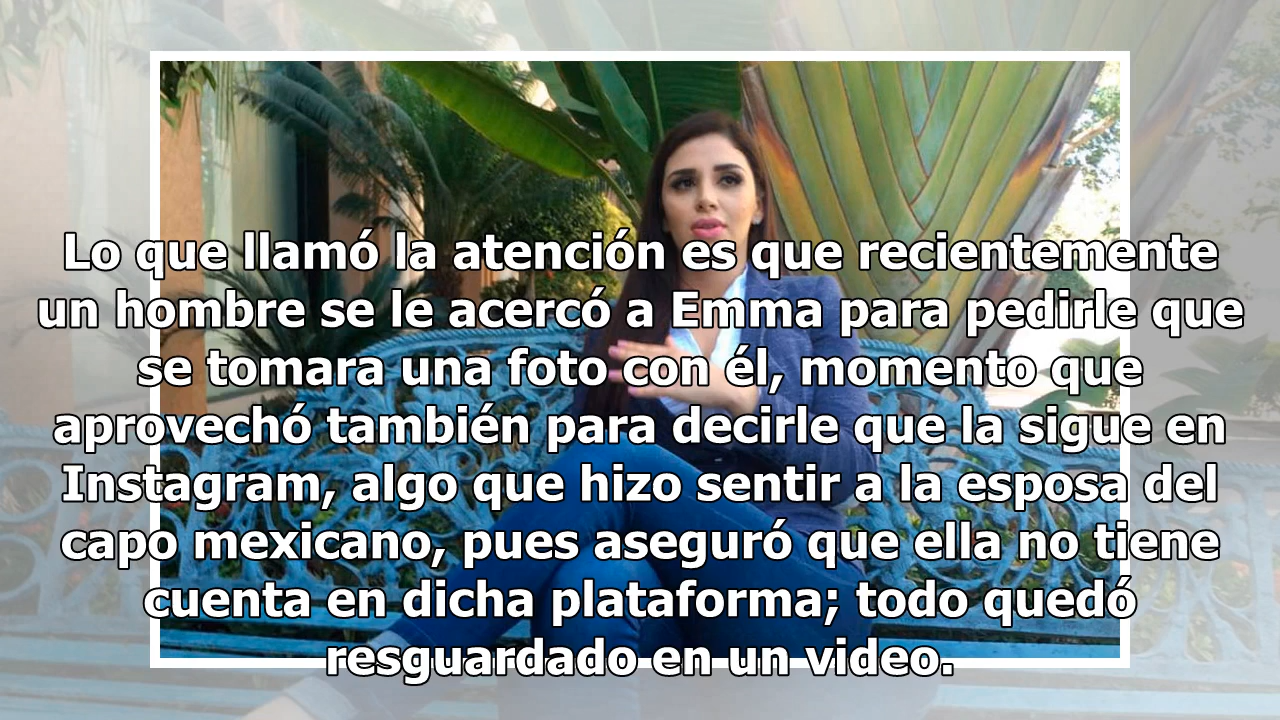 Lo que llamó la atención es que recientemente
un hombre se le acercó a Emma para pedirle que
se tomara una foto con él, momento que
aprovechó también para decirle que la sigue en
Instagram, algo que hizo sentir a la esposa del
capo mexicano, pues aseguró que ella no tiene
cuenta en dicha plataforma; todo quedó
resguardado en un video.